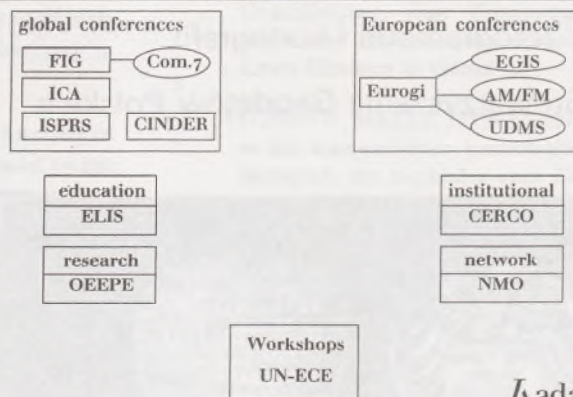 global conferences
FIG
Com.7
ICA
ISPRS
CINDER
European conferences
Eurogi
EGIS
AM/FM
UDMS
education
ELIS
institutional
CERCO
research
OEEPE
network
NMO
Workshops
UN-ECE